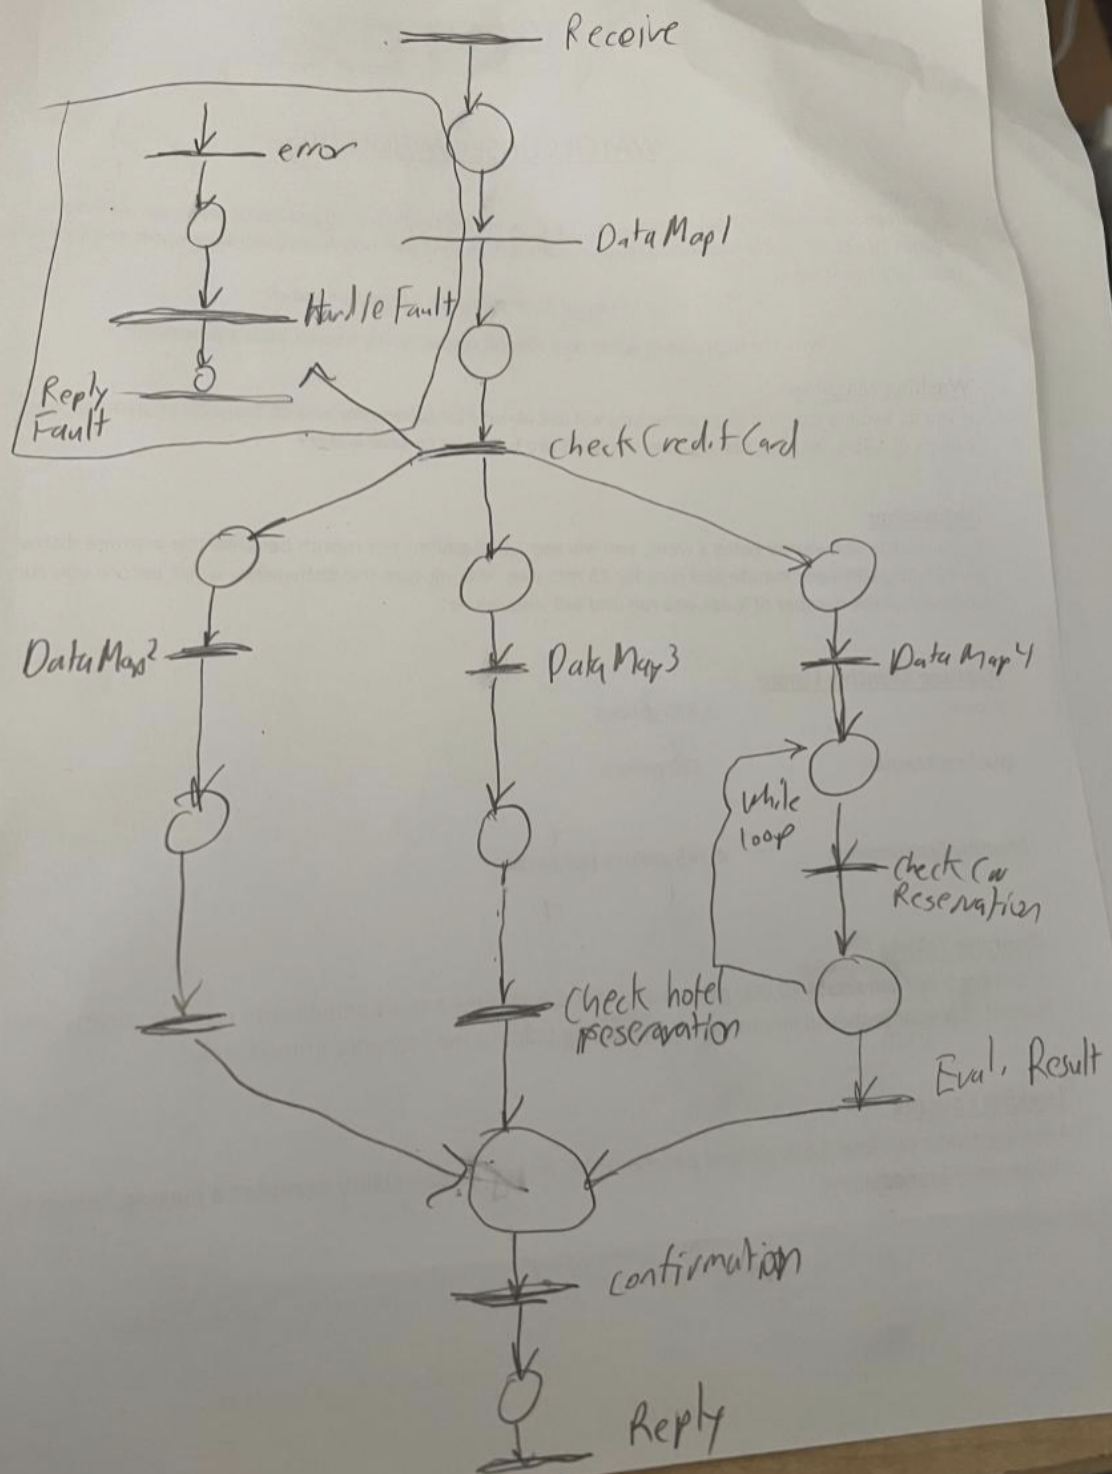 Receive
error
DataMap1
Handle Fault
Reply
Fault
checkCreditCard
DataMap2
DataMap3
DataMap4
while
loop
check Car
Reservation
Check hotel
reseravation
Eval. Result
confirmation
Reply